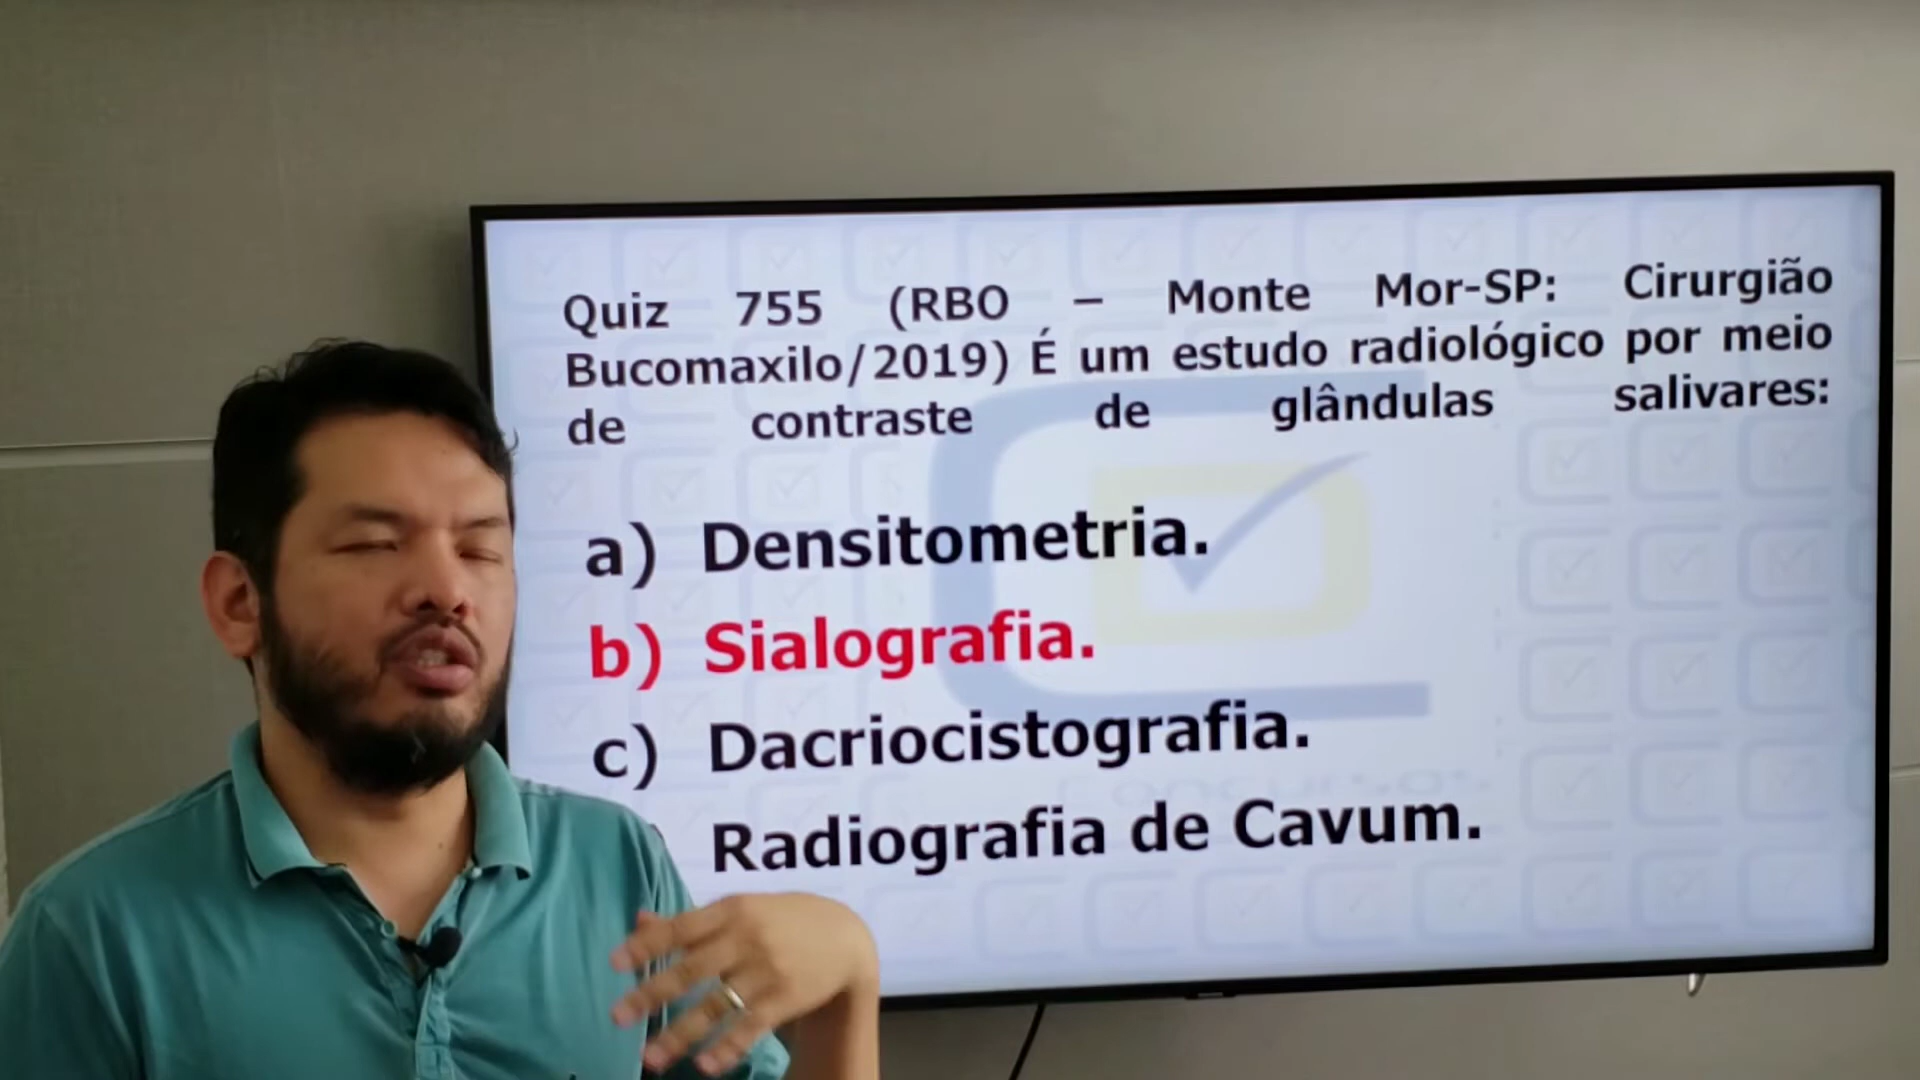 Quiz 755 (RBO – Monte Mor-SP: Cirurgião
Bucomaxilo/2019) É um estudo radiológico por meio
de contraste de glândulas salivares:
a) Densitometria.
b) Sialografia.
c) Dacriocistografia.
Radiografia de Cavum.